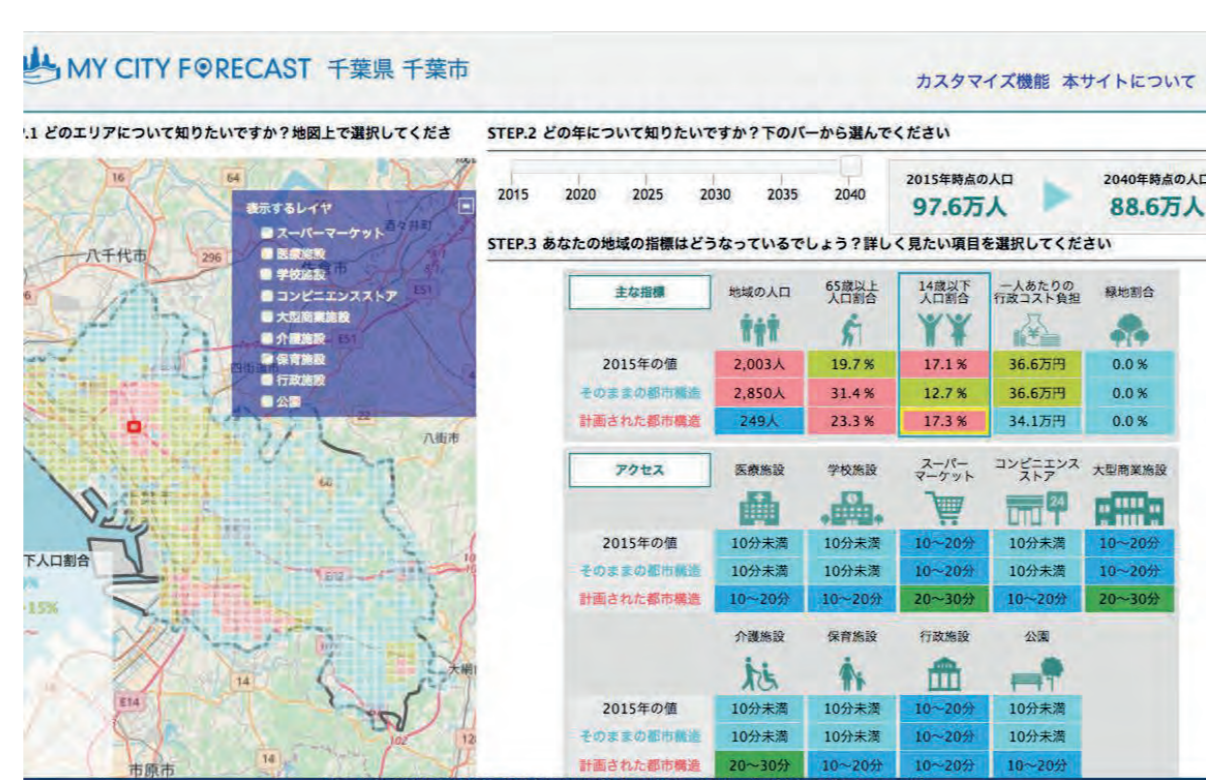 MY CITY FORECAST 千葉県 千葉市
カスタマイズ機能 本サイトについて
.1 どのエリアについて知りたいですか？地図上で選択してくださ
STEP.2 どの年について知りたいですか？下のバーから選んでください
2015 2020 2025 2030 2035 2040
2015年時点の人口
97.6万人
2040年時点の人口
88.6万人
STEP.3 あなたの地域の指標はどうなっているでしょう？詳しく見たい項目を選択してください
表示するレイヤ
スーパーマーケット
医療施設
学校施設
コンビニエンスストア
大型商業施設
介護施設
保育施設
行政施設
公園
16
64
八千代市
296
E51
E51
22
八街市
66
下人口割合
15%
14
E14
市原市
14
102
主な指標 地域の人口 65歳以上人口割合 14歳以下人口割合 一人あたりの行政コスト負担 緑地割合
2015年の値 2,003人 19.7％ 17.1％ 36.6万円 0.0％
そのままの都市構造 2,850人 31.4％ 12.7％ 36.6万円 0.0％
計画された都市構造 249人 23.3％ 17.3％ 34.1万円 0.0％
アクセス 医療施設 学校施設 スーパーマーケット コンビニエンスストア 大型商業施設
24
2015年の値 10分未満 10分未満 10～20分 10分未満 10～20分
そのままの都市構造 10分未満 10分未満 10～20分 10分未満 10～20分
計画された都市構造 10～20分 10～20分 20～30分 10～20分 20～30分
介護施設 保育施設 行政施設 公園
2015年の値 10分未満 10分未満 10～20分 10分未満
そのままの都市構造 10分未満 10分未満 10～20分 10分未満
計画された都市構造 20～30分 10～20分 10～20分 10～20分